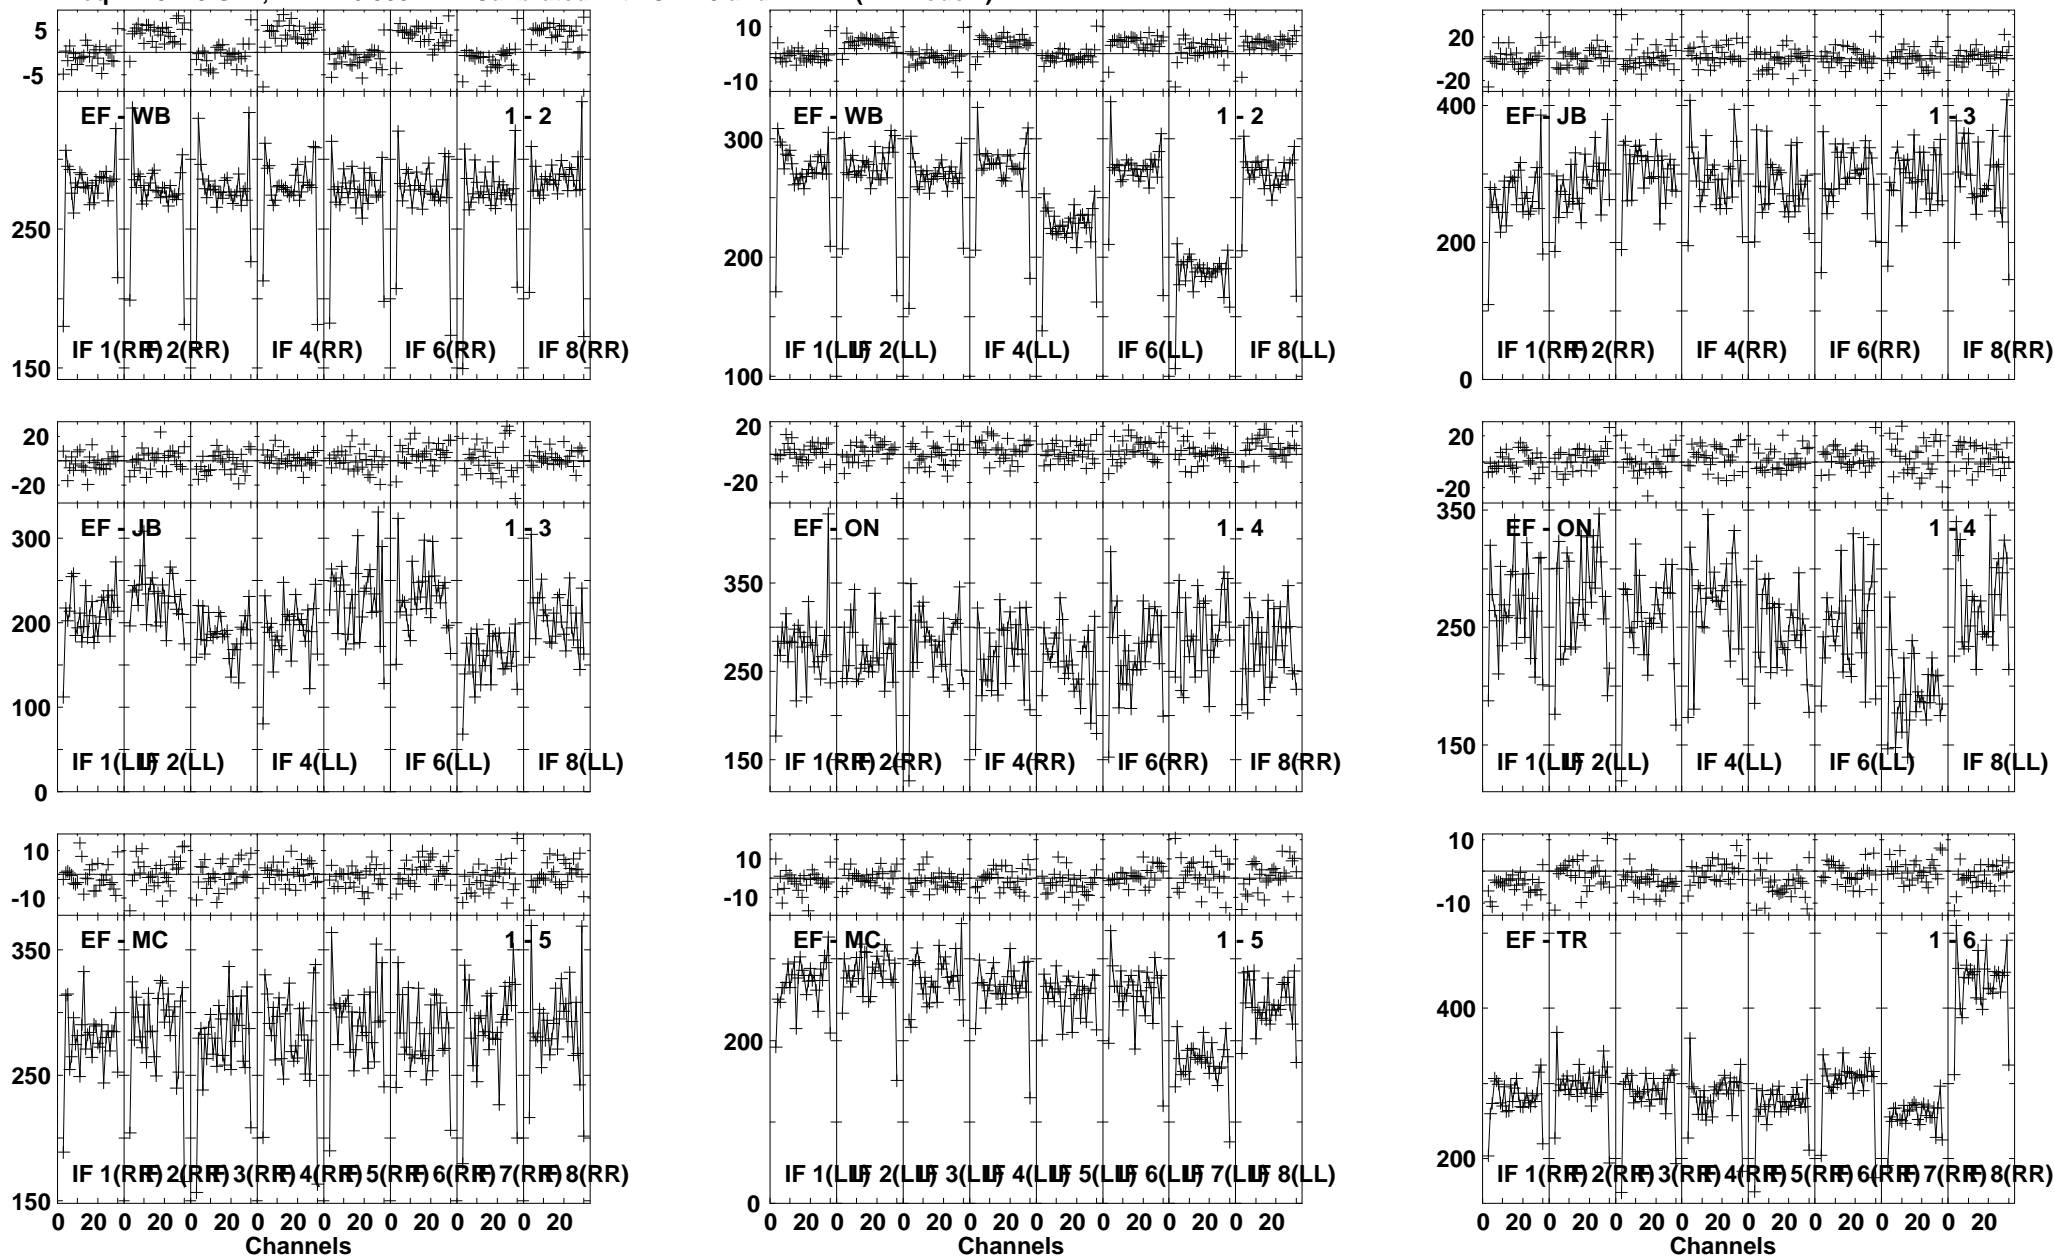 5
-5
EF - WB 1 - 2
250
150
IF 1(RR) IF 2(RR) IF 4(RR) IF 6(RR) IF 8(RR)
10
-10
EF - WB 1 - 2
300
200
100
IF 1(LL) IF 2(LL) IF 4(LL) IF 6(LL) IF 8(LL)
20
-20
EF - JB 1 - 3
400
200
0
IF 1(RR) IF 2(RR) IF 4(RR) IF 6(RR) IF 8(RR)
20
-20
EF - JB 1 - 3
300
200
100
0
IF 1(LL) IF 2(LL) IF 4(LL) IF 6(LL) IF 8(LL)
20
-20
EF - ON 1 - 4
350
250
150
IF 1(RR) IF 2(RR) IF 4(RR) IF 6(RR) IF 8(RR)
20
-20
EF - ON 1 - 4
350
250
150
IF 1(LL) IF 2(LL) IF 4(LL) IF 6(LL) IF 8(LL)
10
-10
EF - MC 1 - 5
350
250
150
IF 1(RR) IF 2(RR) IF 3(RR) IF 4(RR) IF 5(RR) IF 6(RR) IF 7(RR) IF 8(RR)
0 20 0 20 0 20 0 20 0 20 0 20 0 20 0 20
Channels
10
-10
EF - MC 1 - 5
200
0
IF 1(LL) IF 2(LL) IF 3(LL) IF 4(LL) IF 5(LL) IF 6(LL) IF 7(LL) IF 8(LL)
0 20 0 20 0 20 0 20 0 20 0 20 0 20 0 20
Channels
10
-10
EF - TR 1 - 6
400
200
IF 1(RR) IF 2(RR) IF 3(RR) IF 4(RR) IF 5(RR) IF 6(RR) IF 7(RR) IF 8(RR)
0 20 0 20 0 20 0 20 0 20 0 20 0 20 0 20
Channels